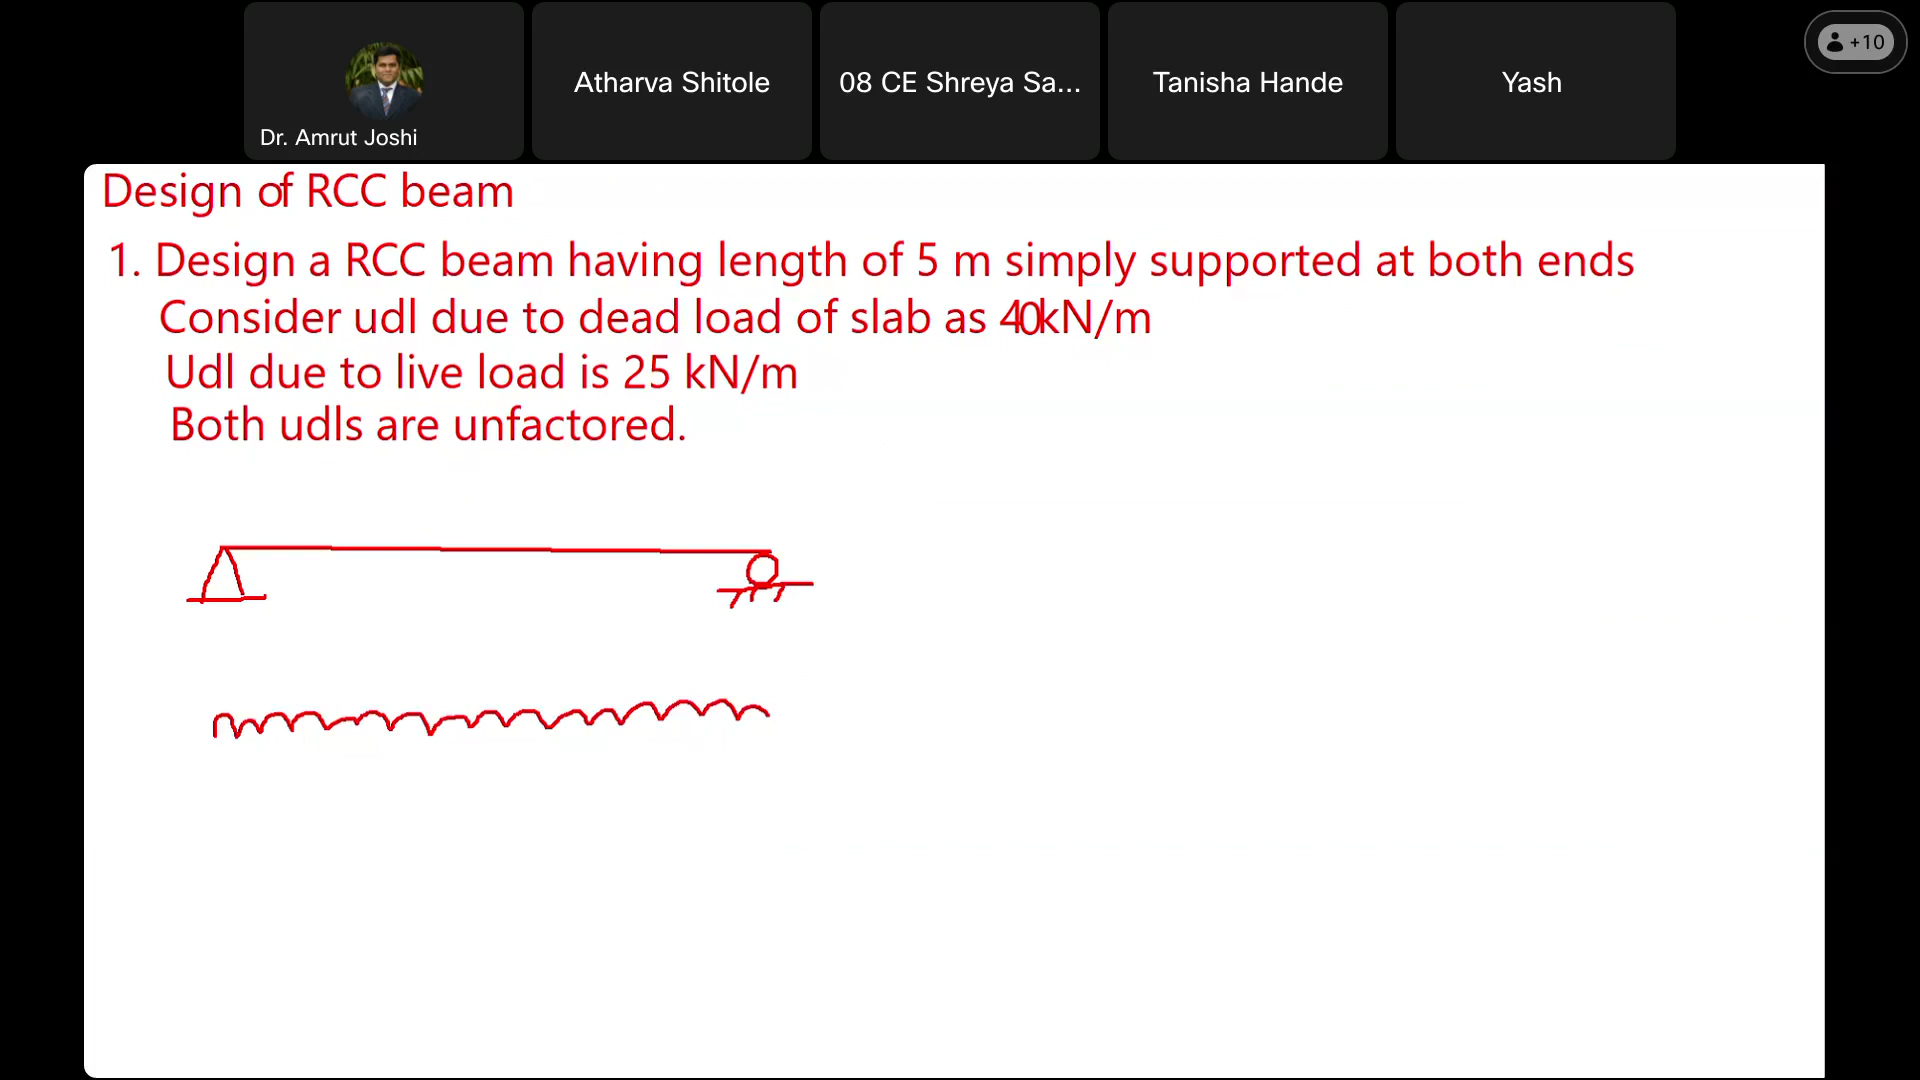 Dr. Amrut Joshi
Atharva Shitole
08 CE Shreya Sa...
Tanisha Hande
Yash
+10
Design of RCC beam
1. Design a RCC beam having length of 5 m simply supported at both ends
Consider udl due to dead load of slab as 40kN/m
Udl due to live load is 25 kN/m
Both udls are unfactored.